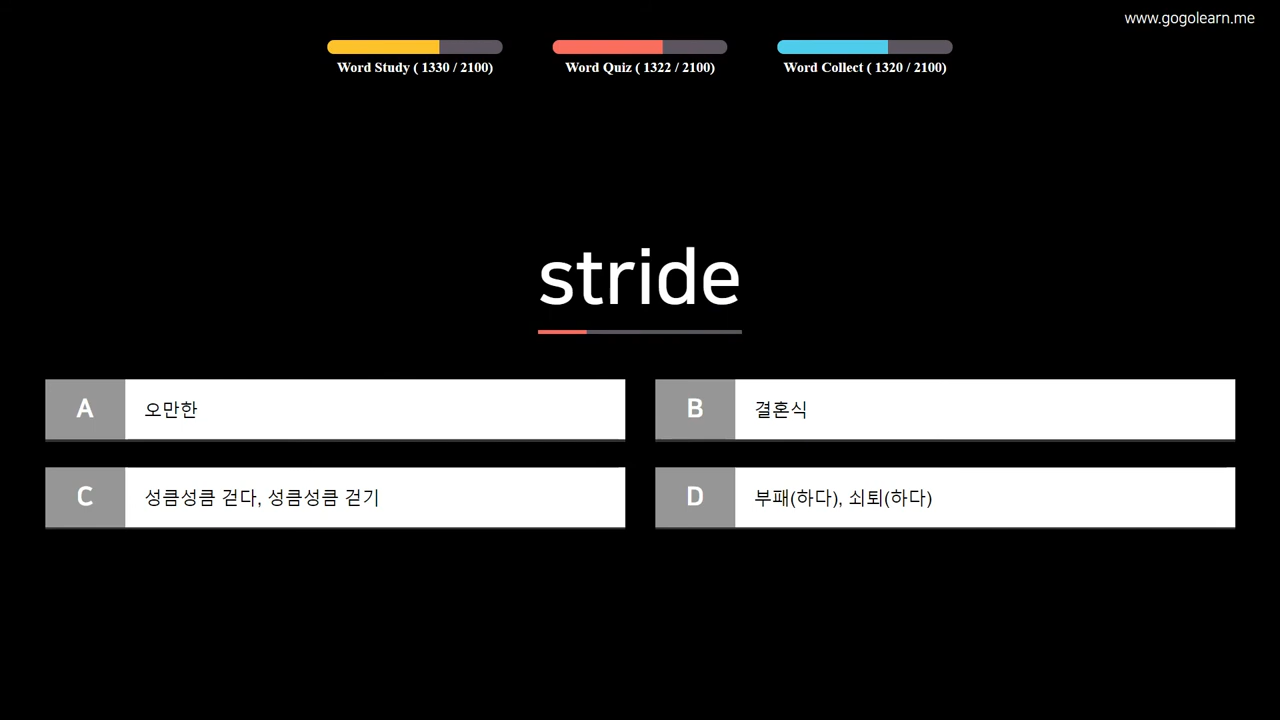 www.gogolearn.me
Word Study ( 1330 / 2100)
Word Quiz ( 1322 / 2100)
Word Collect ( 1320 / 2100)
stride
A 오만한
B 결혼식
C 성큼성큼 걷다, 성큼성큼 걷기
D 부패(하다), 쇠퇴(하다)